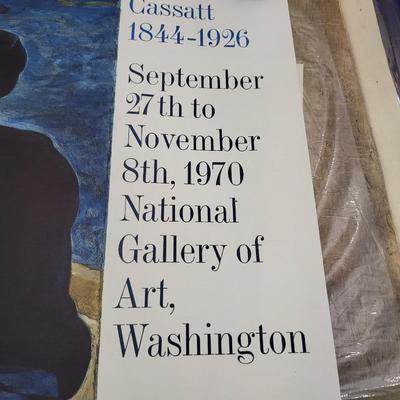 Cassatt
1844-1926
September
27th to
November
8th, 1970
National
Gallery of
Art,
Washington